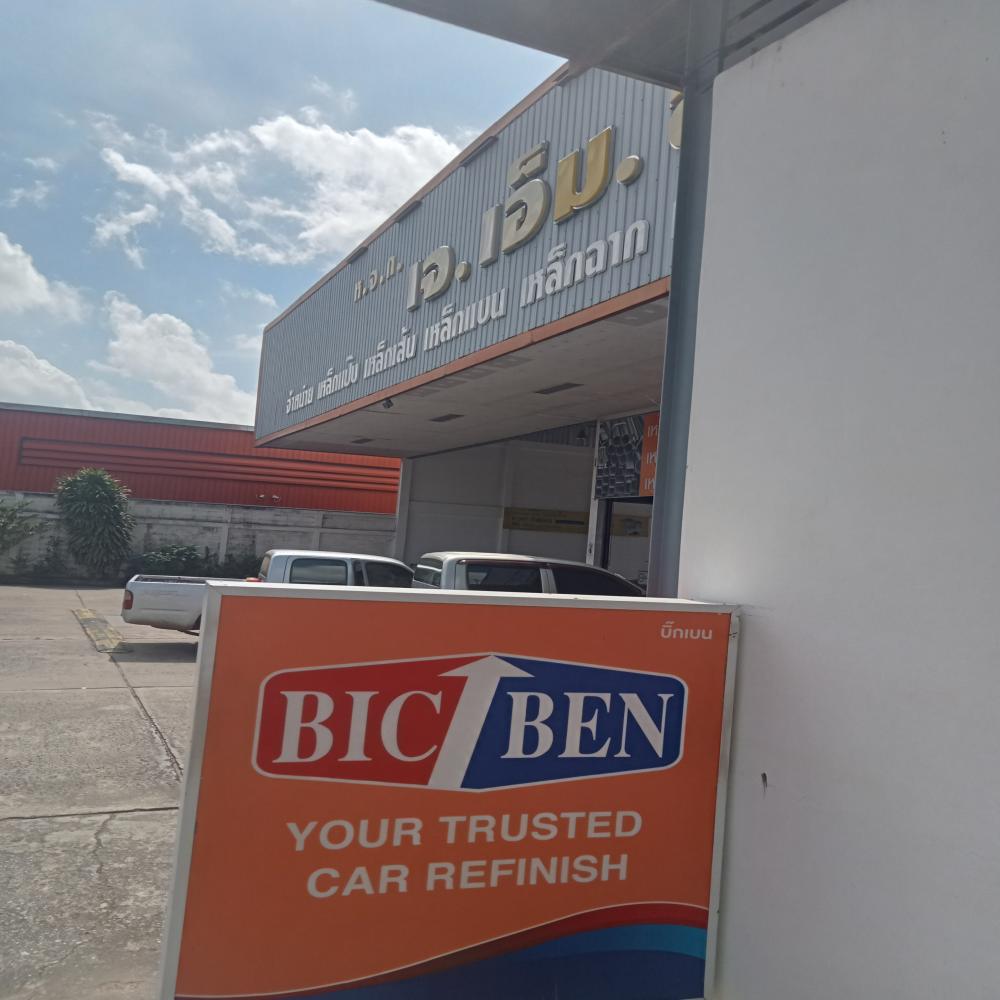 ห.จ.ก. เจ.เอ็ม.
จำหน่าย เหล็กแป๊บ เหล็กเส้น เหล็กแบน เหล็กฉาก
บิ๊กเบน
BIC BEN
YOUR TRUSTED
CAR REFINISH